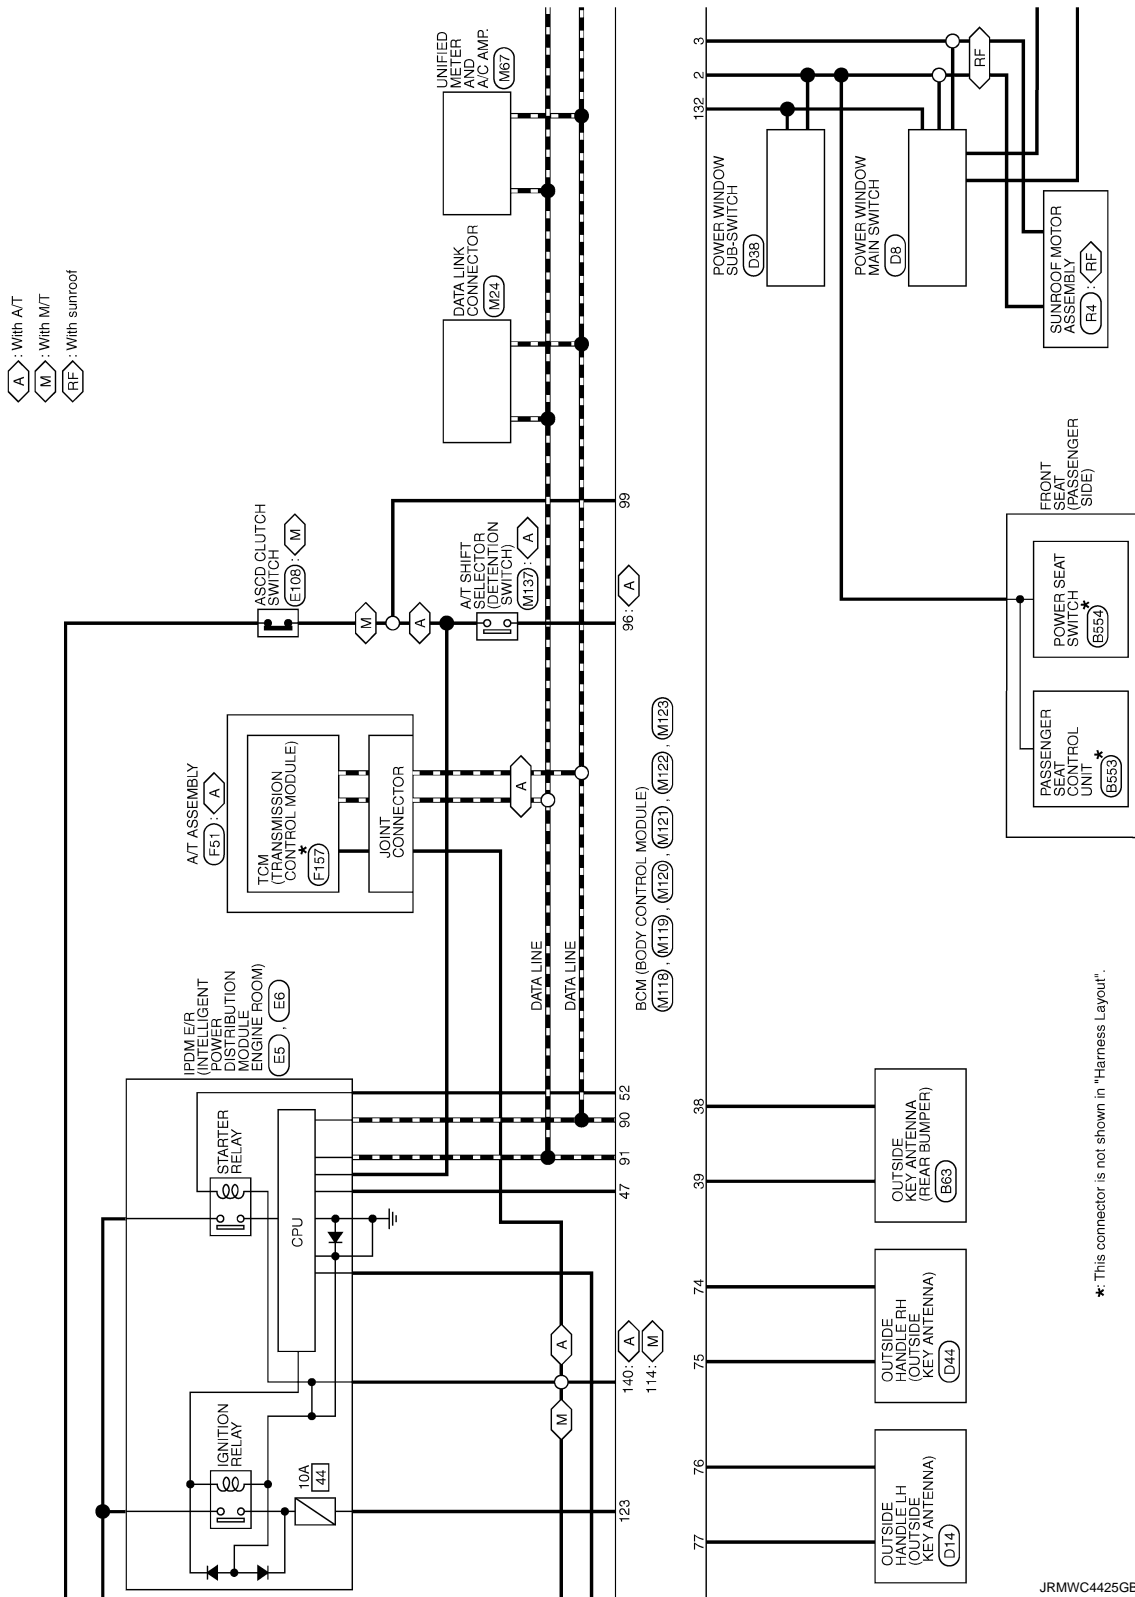 A : With A/T
M : With M/T
RF : With sunroof
IPDM E/R
(INTELLIGENT
POWER
DISTRIBUTION
MODULE
ENGINE ROOM)
E5 , E6
IGNITION
RELAY
10A
44
STARTER
RELAY
CPU
A/T ASSEMBLY
F51 : A
TCM
(TRANSMISSION
CONTROL MODULE)
*
F157
JOINT
CONNECTOR
A
ASCD CLUTCH
SWITCH
E108 : M
M
A
A/T SHIFT
SELECTOR
(DETENTION
SWITCH)
M137 : A
DATA LINK
CONNECTOR
M24
UNIFIED
METER
AND
A/C AMP.
M67
DATA LINE
DATA LINE
M
A
123
140: A
114: M
47
91
90
52
96: A
99
BCM (BODY CONTROL MODULE)
M118 , M119 , M120 , M121 , M122 , M123
77
76
75
74
39
38
132
2
3
OUTSIDE
HANDLE LH
(OUTSIDE
KEY ANTENNA)
D14
OUTSIDE
HANDLE RH
(OUTSIDE
KEY ANTENNA)
D44
OUTSIDE
KEY ANTENNA
(REAR BUMPER)
B63
POWER WINDOW
SUB-SWITCH
D38
POWER WINDOW
MAIN SWITCH
D8
RF
SUNROOF MOTOR
ASSEMBLY
R4 : RF
FRONT
SEAT
(PASSENGER
SIDE)
PASSENGER
SEAT
CONTROL
UNIT *
B553
POWER SEAT
SWITCH *
B554
*: This connector is not shown in "Harness Layout".
JRMWC4425GB